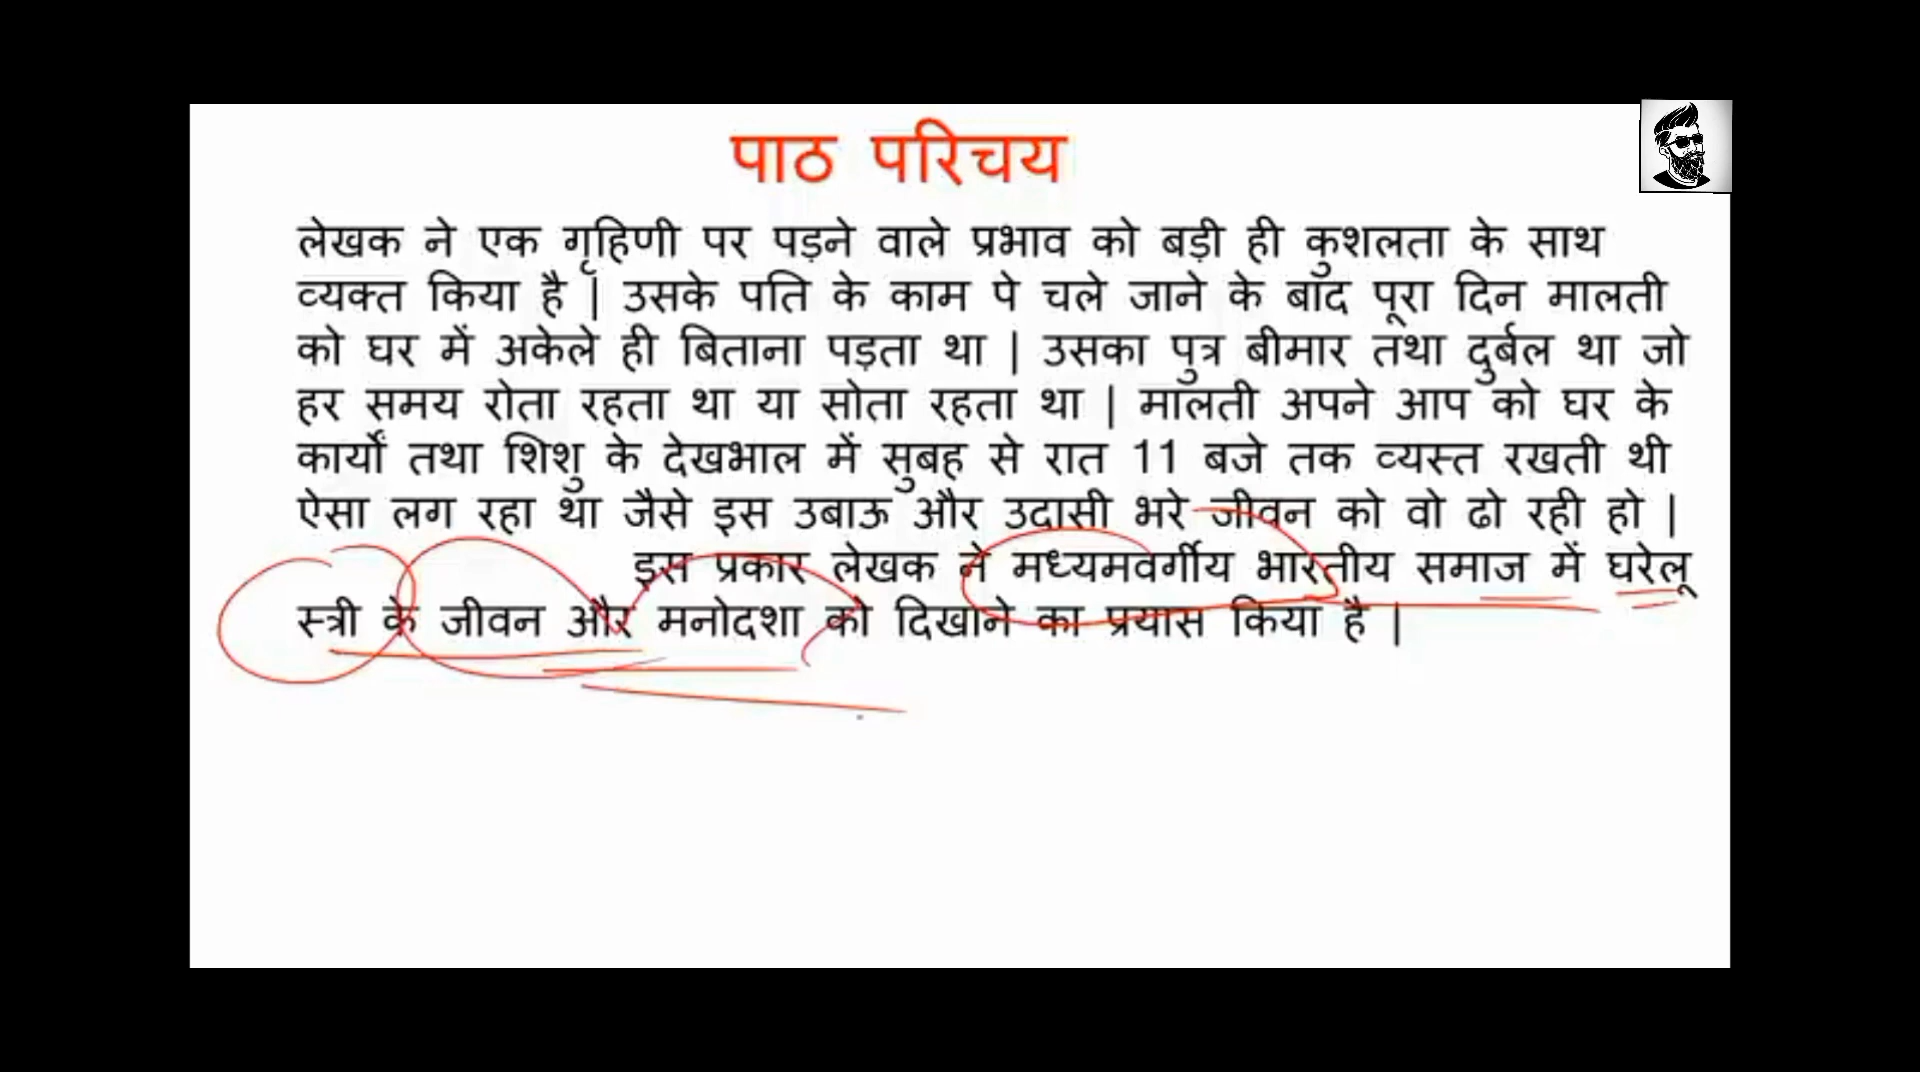 पाठ परिचय
लेखक ने एक गृहिणी पर पड़ने वाले प्रभाव को बड़ी ही कुशलता के साथ
व्यक्त किया है | उसके पति के काम पे चले जाने के बाद पूरा दिन मालती
को घर में अकेले ही बिताना पड़ता था | उसका पुत्र बीमार तथा दुर्बल था जो
हर समय रोता रहता था या सोता रहता था | मालती अपने आप को घर के
कार्यों तथा शिशु के देखभाल में सुबह से रात 11 बजे तक व्यस्त रखती थी
ऐसा लग रहा था जैसे इस उबाऊ और उदासी भरे जीवन को वो ढो रही हो |
इस प्रकार लेखक ने मध्यमवर्गीय भारतीय समाज में घरेलू
स्त्री के जीवन और मनोदशा को दिखाने का प्रयास किया है |